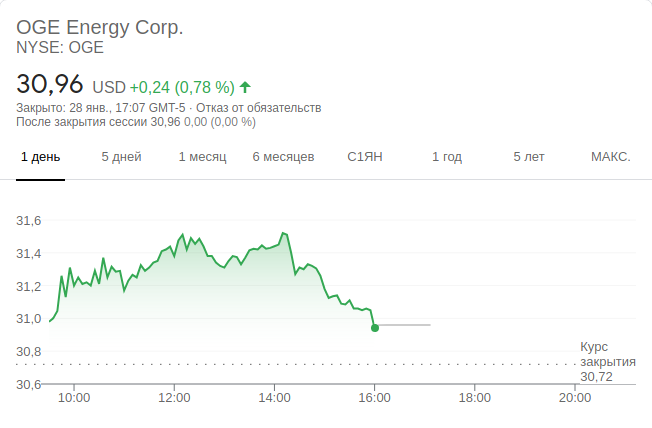 OGE Energy Corp.
NYSE: OGE
30,96 USD +0,24 (0,78 %)
Закрыто: 28 янв., 17:07 GMT-5 · Отказ от обязательств
После закрытия сессии 30,96 0,00 (0,00 %)
1 день 5 дней 1 месяц 6 месяцев С1ЯН 1 год 5 лет МАКС.
31,6
31,4
31,2
31,0
30,8
Курс
закрытия
30,72
30,6
10:00 12:00 14:00 16:00 18:00 20:00